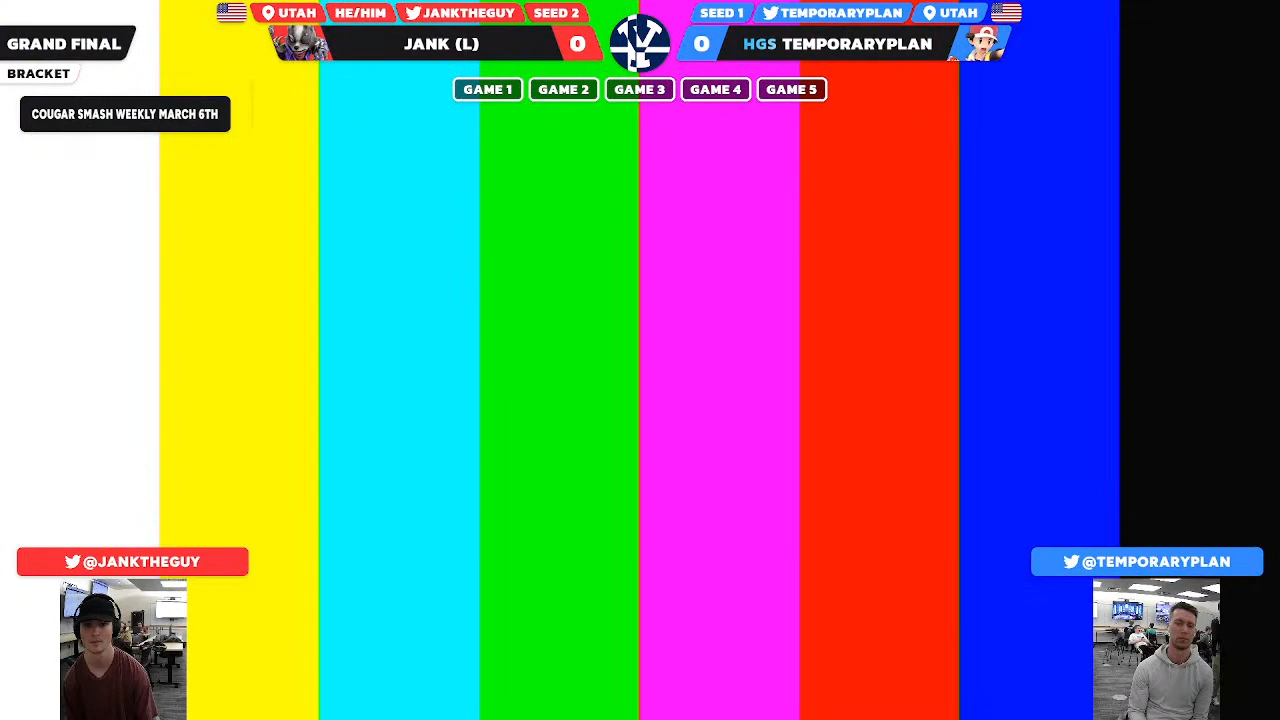 UTAH HE/HIM JANKTHEGUY SEED 2 SEED 1 TEMPORARYPLAN UTAH
GRAND FINAL JANK (L) 0 0 HGS TEMPORARYPLAN
BRACKET
GAME 1 GAME 2 GAME 3 GAME 4 GAME 5
COUGAR SMASH WEEKLY MARCH 6TH
@JANKTHEGUY @TEMPORARYPLAN